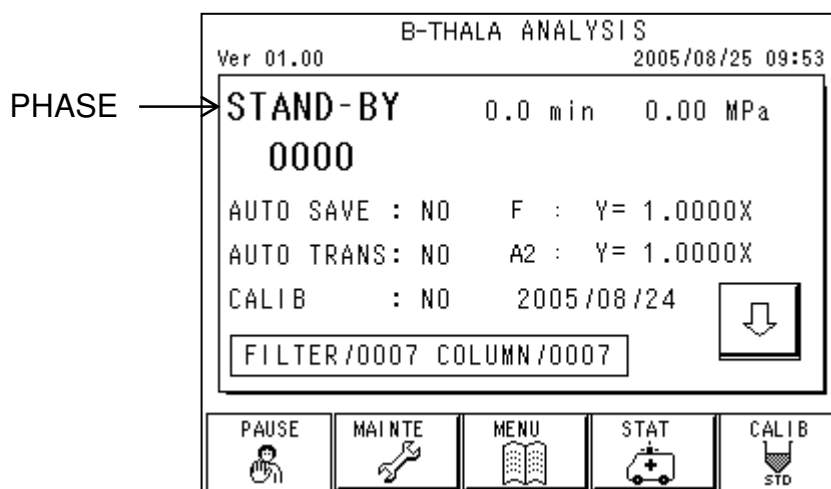 B-THALA ANALYSIS
Ver 01.00 2005/08/25 09:53
PHASE
STAND-BY 0.0 min 0.00 MPa
0000
AUTO SAVE : NO F : Y= 1.0000X
AUTO TRANS: NO A2 : Y= 1.0000X
CALIB : NO 2005/08/24
FILTER/0007 COLUMN/0007
PAUSE MAINTE MENU STAT CALIB
STD